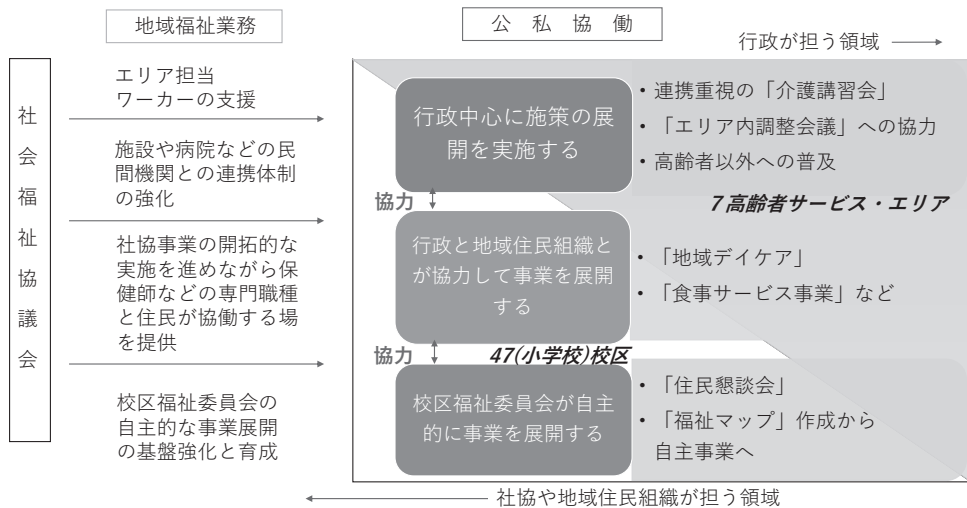 地域福祉業務
公私協働
行政が担う領域
社会福祉協議会
エリア担当
ワーカーの支援
施設や病院などの民
間機関との連携体制
の強化
社協事業の開拓的な
実施を進めながら保
健師などの専門職種
と住民が協働する場
を提供
校区福祉委員会の
自主的な事業展開
の基盤強化と育成
行政中心に施策の展
開を実施する
・連携重視の「介護講習会」
・「エリア内調整会議」への協力
・高齢者以外への普及
協力
7高齢者サービス・エリア
行政と地域住民組織と
が協力して事業を展開
する
・「地域デイケア」
・「食事サービス事業」など
協力
47(小学校)校区
校区福祉委員会が自主
的に事業を展開する
・「住民懇談会」
・「福祉マップ」作成から
自主事業へ
社協や地域住民組織が担う領域